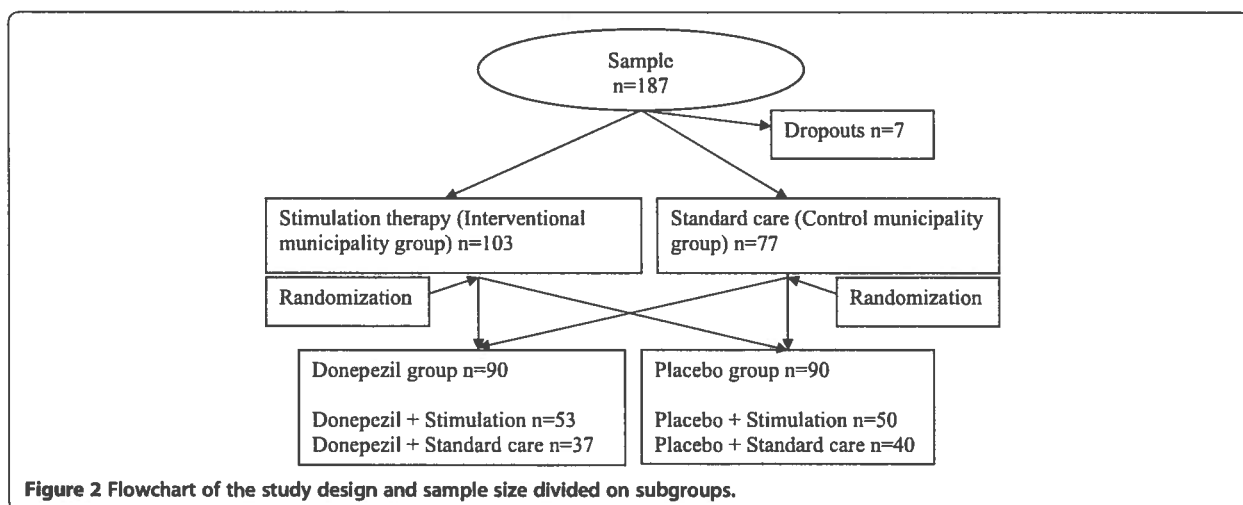 Sample
n=187
Dropouts n=7
Stimulation therapy (Interventional
municipality group) n=103
Standard care (Control municipality
group) n=77
Randomization
Randomization
Donepezil group n=90
Donepezil + Stimulation n=53
Donepezil + Standard care n=37
Placebo group n=90
Placebo + Stimulation n=50
Placebo + Standard care n=40
Figure 2 Flowchart of the study design and sample size divided on subgroups.